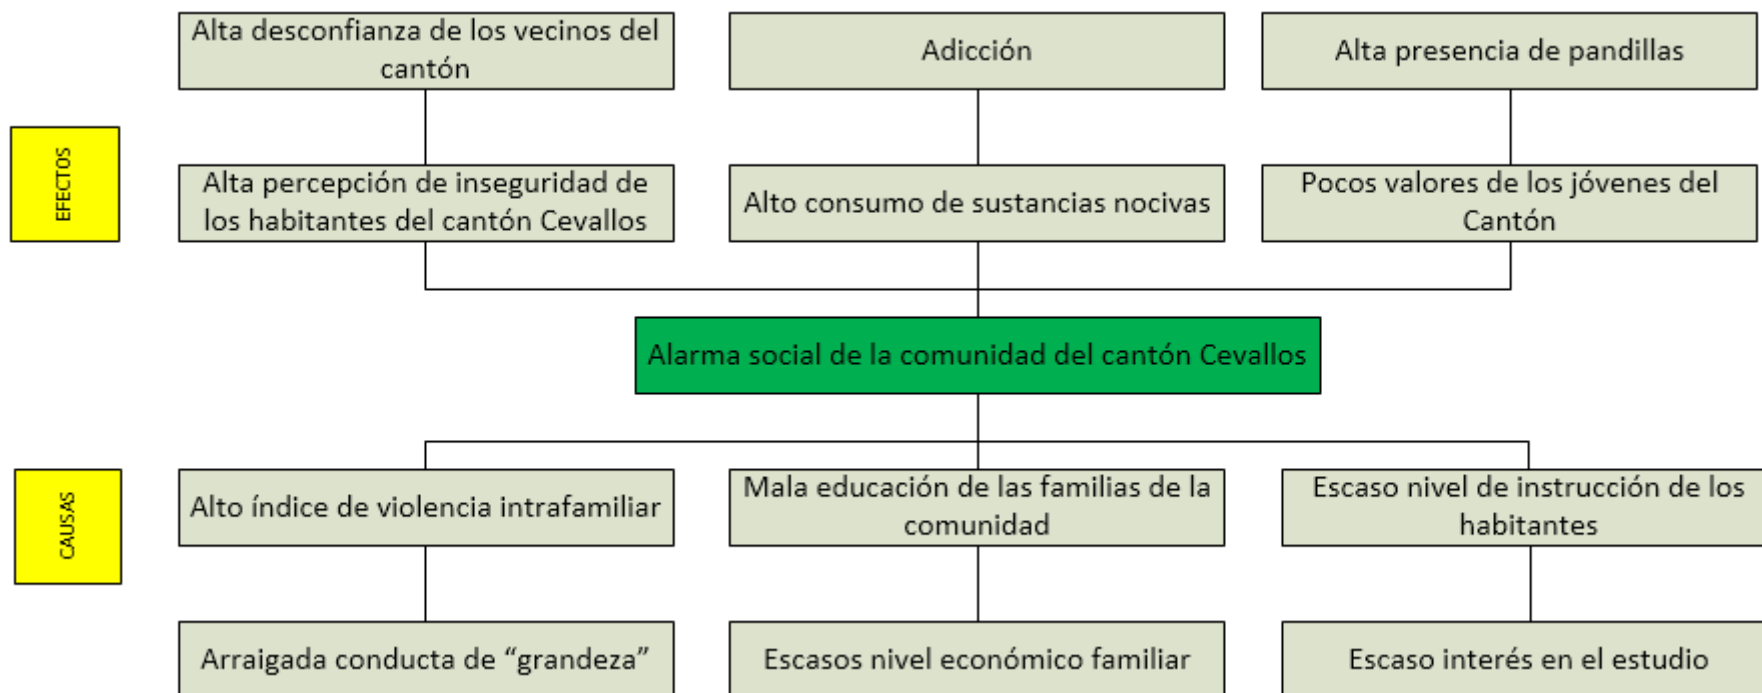 Alta desconfianza de los vecinos del
cantón
Adicción
Alta presencia de pandillas
EFECTOS
Alta percepción de inseguridad de
los habitantes del cantón Cevallos
Alto consumo de sustancias nocivas
Pocos valores de los jóvenes del
Cantón
Alarma social de la comunidad del cantón Cevallos
CAUSAS
Alto índice de violencia intrafamiliar
Mala educación de las familias de la
comunidad
Escaso nivel de instrucción de los
habitantes
Arraigada conducta de “grandeza”
Escasos nivel económico familiar
Escaso interés en el estudio